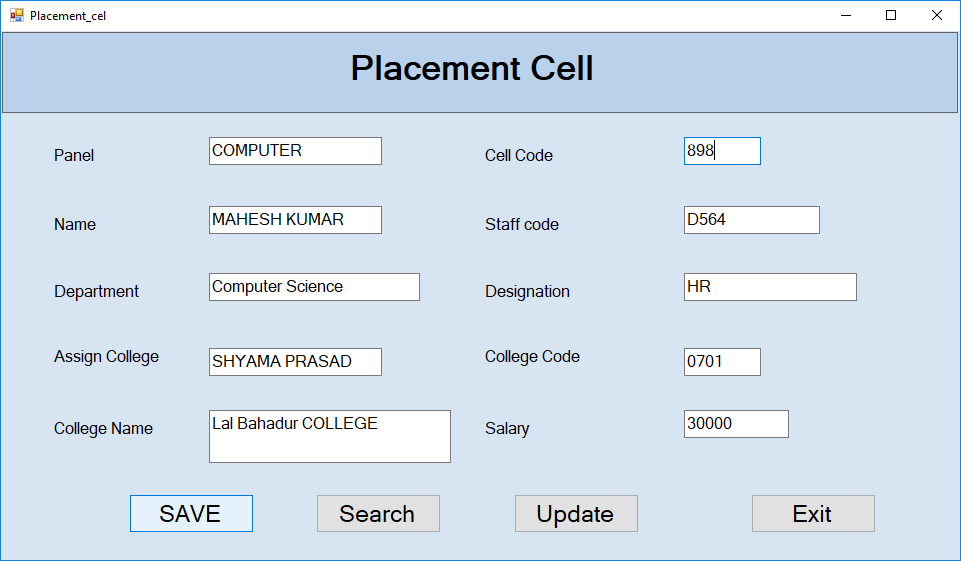 Placement_cel
Placement Cell
Panel COMPUTER Cell Code 898
Name MAHESH KUMAR Staff code D564
Department Computer Science Designation HR
Assign College SHYAMA PRASAD College Code 0701
College Name Lal Bahadur COLLEGE Salary 30000
SAVE Search Update Exit